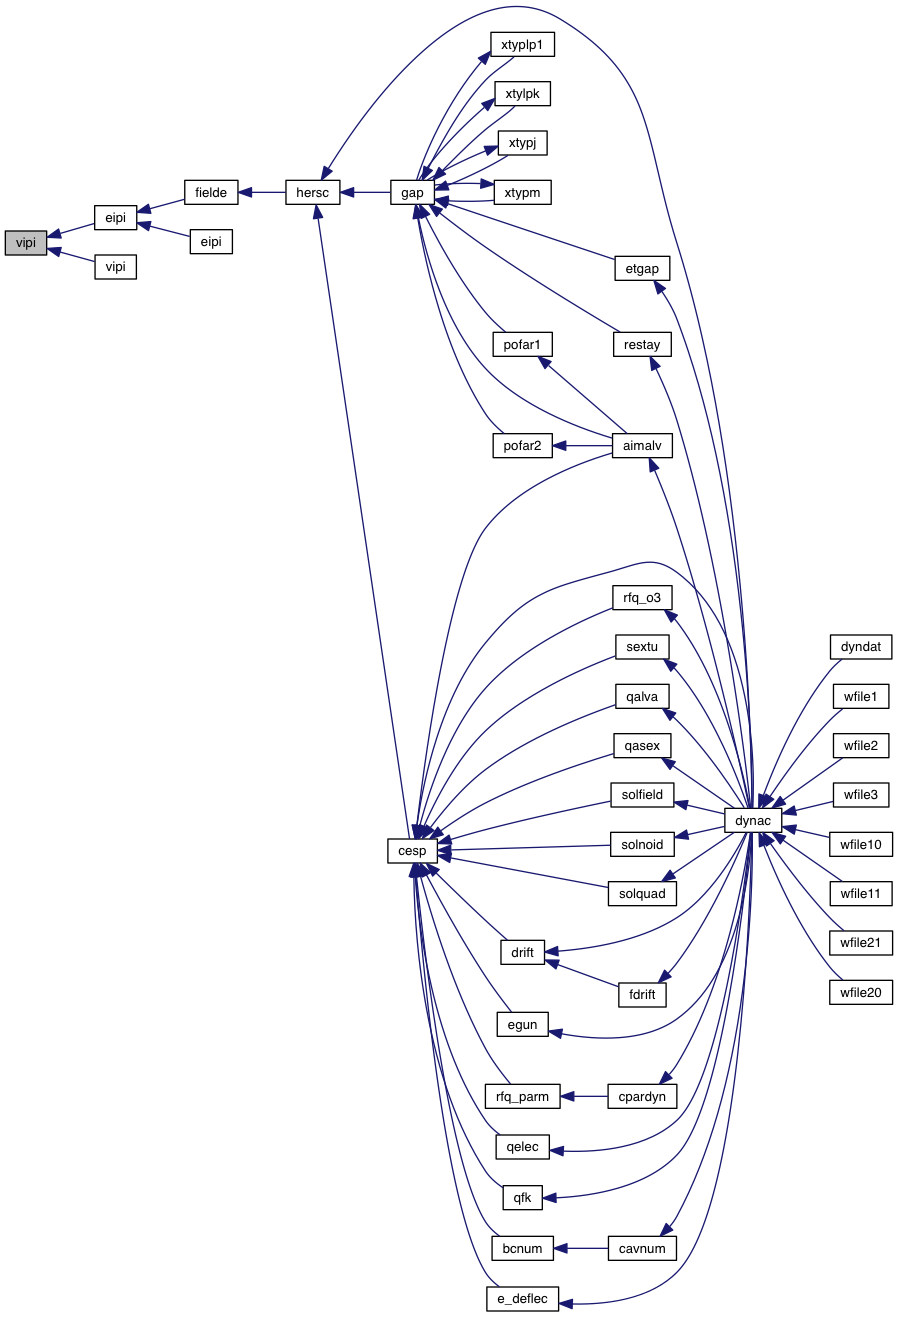 xtyplp1
xtylpk
xtypj
fielde
hersc
gap
xtypm
eipi
vipi
eipi
vipi
etgap
pofar1
restay
pofar2
aimalv
rfq_o3
sextu
dyndat
qalva
wfile1
qasex
wfile2
solfield
wfile3
dynac
solnoid
wfile10
cesp
solquad
wfile11
drift
wfile21
fdrift
wfile20
egun
rfq_parm
cpardyn
qelec
qfk
bcnum
cavnum
e_deflec